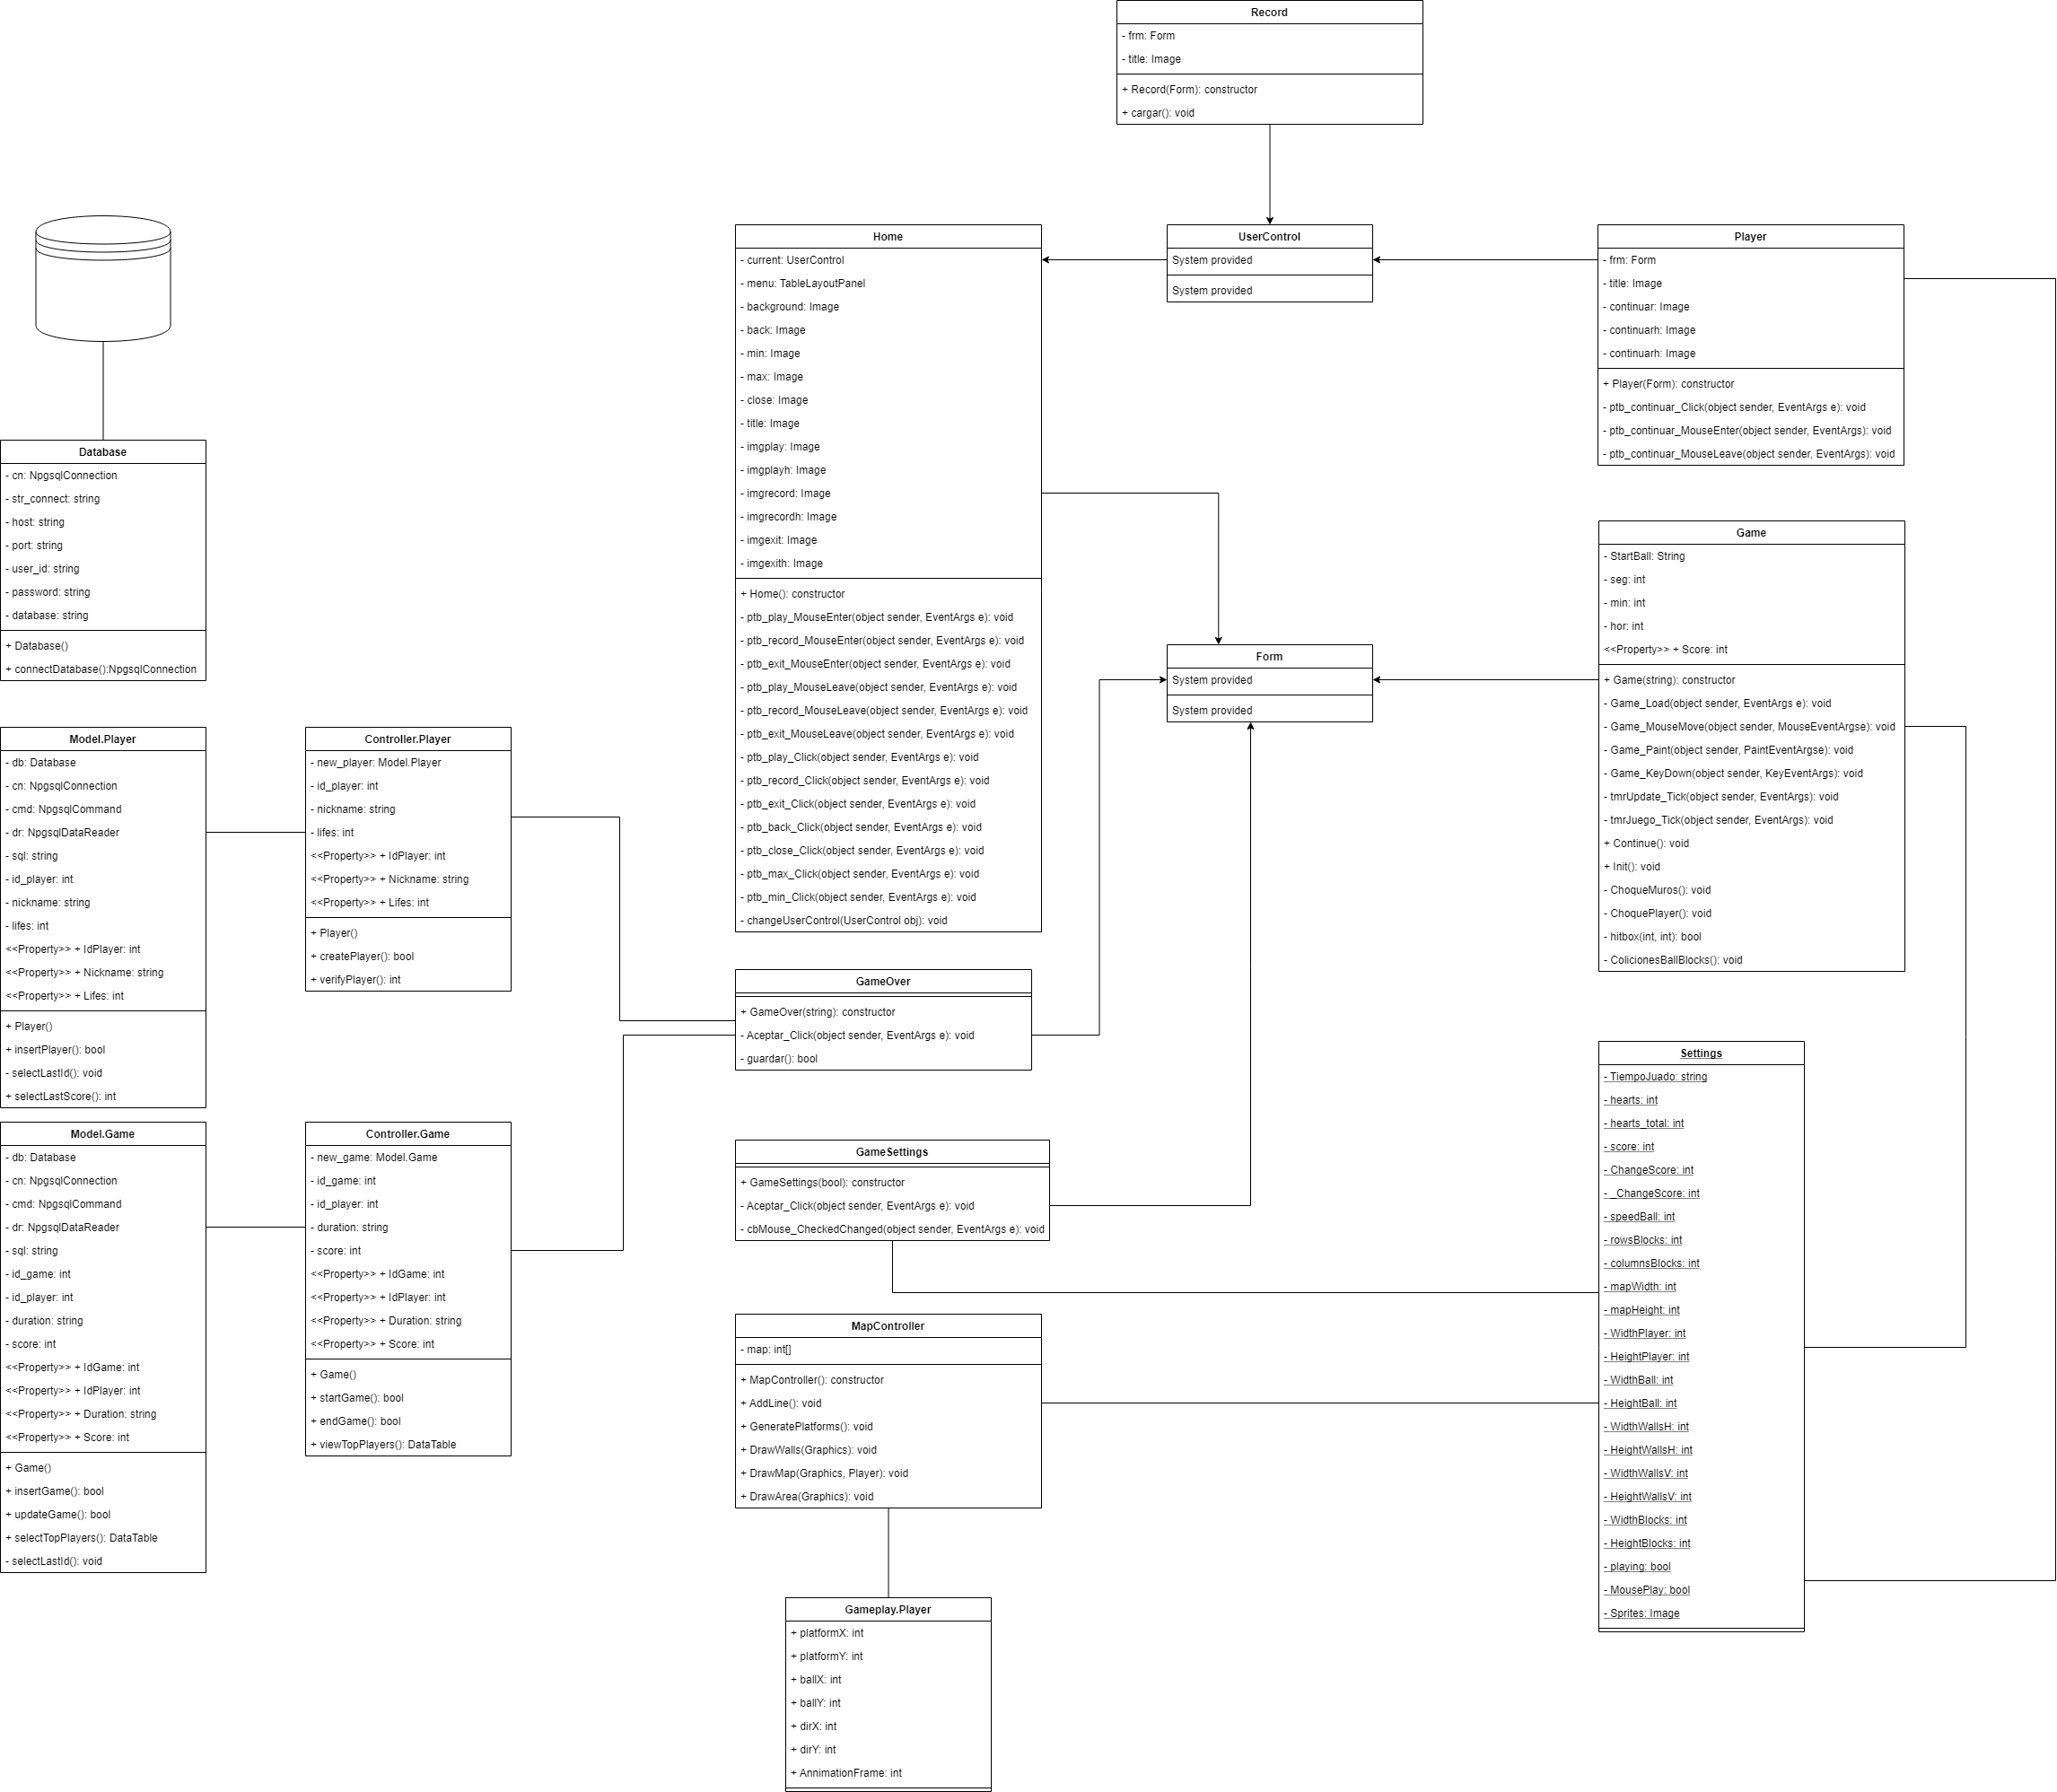 Record
- frm: Form
- title: Image
+ Record(Form): constructor
+ cargar(): void
Home
- current: UserControl
- menu: TableLayoutPanel
- background: Image
- back: Image
- min: Image
- max: Image
- close: Image
- title: Image
- imgplay: Image
- imgplayh: Image
- imgrecord: Image
- imgrecordh: Image
- imgexit: Image
- imgexith: Image
+ Home(): constructor
- ptb_play_MouseEnter(object sender, EventArgs e): void
- ptb_record_MouseEnter(object sender, EventArgs e): void
- ptb_exit_MouseEnter(object sender, EventArgs e): void
- ptb_play_MouseLeave(object sender, EventArgs e): void
- ptb_record_MouseLeave(object sender, EventArgs e): void
- ptb_exit_MouseLeave(object sender, EventArgs e): void
- ptb_play_Click(object sender, EventArgs e): void
- ptb_record_Click(object sender, EventArgs e): void
- ptb_exit_Click(object sender, EventArgs e): void
- ptb_back_Click(object sender, EventArgs e): void
- ptb_close_Click(object sender, EventArgs e): void
- ptb_max_Click(object sender, EventArgs e): void
- ptb_min_Click(object sender, EventArgs e): void
- changeUserControl(UserControl obj): void
UserControl
System provided
System provided
Player
- frm: Form
- title: Image
- continuar: Image
- continuarh: Image
- continuarh: Image
+ Player(Form): constructor
- ptb_continuar_Click(object sender, EventArgs e): void
- ptb_continuar_MouseEnter(object sender, EventArgs): void
- ptb_continuar_MouseLeave(object sender, EventArgs): void
Database
- cn: NpgsqlConnection
- str_connect: string
- host: string
- port: string
- user_id: string
- password: string
- database: string
+ Database()
+ connectDatabase():NpgsqlConnection
Game
- StartBall: String
- seg: int
- min: int
- hor: int
<<Property>> + Score: int
+ Game(string): constructor
- Game_Load(object sender, EventArgs e): void
- Game_MouseMove(object sender, MouseEventArgse): void
- Game_Paint(object sender, PaintEventArgse): void
- Game_KeyDown(object sender, KeyEventArgs): void
- tmrUpdate_Tick(object sender, EventArgs): void
- tmrJuego_Tick(object sender, EventArgs): void
+ Continue(): void
+ Init(): void
- ChoqueMuros(): void
- ChoquePlayer(): void
- hitbox(int, int): bool
- ColicionesBallBlocks(): void
Form
System provided
System provided
Model.Player
- db: Database
- cn: NpgsqlConnection
- cmd: NpgsqlCommand
- dr: NpgsqlDataReader
- sql: string
- id_player: int
- nickname: string
- lifes: int
<<Property>> + IdPlayer: int
<<Property>> + Nickname: string
<<Property>> + Lifes: int
+ Player()
+ insertPlayer(): bool
- selectLastId(): void
+ selectLastScore(): int
Controller.Player
- new_player: Model.Player
- id_player: int
- nickname: string
- lifes: int
<<Property>> + IdPlayer: int
<<Property>> + Nickname: string
<<Property>> + Lifes: int
+ Player()
+ createPlayer(): bool
+ verifyPlayer(): int
GameOver
+ GameOver(string): constructor
- Aceptar_Click(object sender, EventArgs e): void
- guardar(): bool
Settings
- TiempoJuado: string
- hearts: int
- hearts_total: int
- score: int
- ChangeScore: int
- _ChangeScore: int
- speedBall: int
- rowsBlocks: int
- columnsBlocks: int
- mapWidth: int
- mapHeight: int
- WidthPlayer: int
- HeightPlayer: int
- WidthBall: int
- HeightBall: int
- WidthWallsH: int
- HeightWallsH: int
- WidthWallsV: int
- HeightWallsV: int
- WidthBlocks: int
- HeightBlocks: int
- playing: bool
- MousePlay: bool
- Sprites: Image
Model.Game
- db: Database
- cn: NpgsqlConnection
- cmd: NpgsqlCommand
- dr: NpgsqlDataReader
- sql: string
- id_game: int
- id_player: int
- duration: string
- score: int
<<Property>> + IdGame: int
<<Property>> + IdPlayer: int
<<Property>> + Duration: string
<<Property>> + Score: int
+ Game()
+ insertGame(): bool
+ updateGame(): bool
+ selectTopPlayers(): DataTable
- selectLastId(): void
Controller.Game
- new_game: Model.Game
- id_game: int
- id_player: int
- duration: string
- score: int
<<Property>> + IdGame: int
<<Property>> + IdPlayer: int
<<Property>> + Duration: string
<<Property>> + Score: int
+ Game()
+ startGame(): bool
+ endGame(): bool
+ viewTopPlayers(): DataTable
GameSettings
+ GameSettings(bool): constructor
- Aceptar_Click(object sender, EventArgs e): void
- cbMouse_CheckedChanged(object sender, EventArgs e): void
MapController
- map: int[]
+ MapController(): constructor
+ AddLine(): void
+ GeneratePlatforms(): void
+ DrawWalls(Graphics): void
+ DrawMap(Graphics, Player): void
+ DrawArea(Graphics): void
Gameplay.Player
+ platformX: int
+ platformY: int
+ ballX: int
+ ballY: int
+ dirX: int
+ dirY: int
+ AnnimationFrame: int